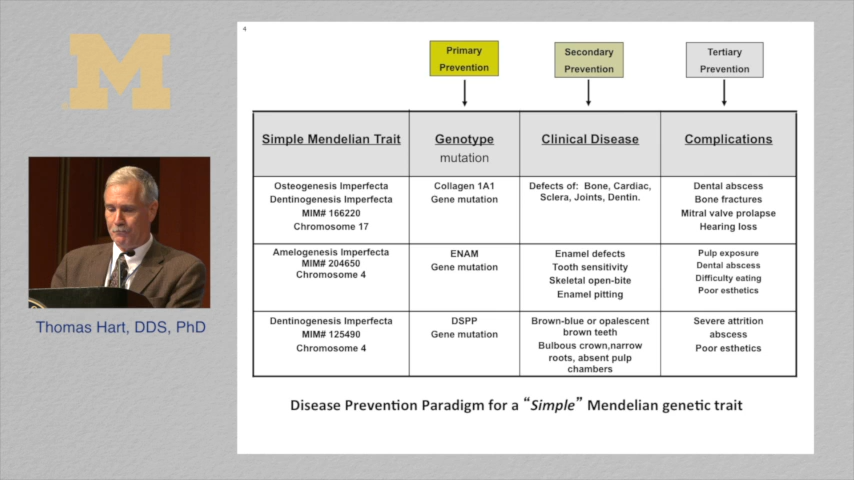 M
4
Primary
Prevention
Secondary
Prevention
Tertiary
Prevention
Simple Mendelian Trait
Genotype
mutation
Clinical Disease
Complications
Osteogenesis Imperfecta
Dentinogenesis Imperfecta
MIM# 166220
Chromosome 17
Collagen 1A1
Gene mutation
Defects of: Bone, Cardiac,
Sclera, Joints, Dentin.
Dental abscess
Bone fractures
Mitral valve prolapse
Hearing loss
Amelogenesis Imperfecta
MIM# 204650
Chromosome 4
ENAM
Gene mutation
Enamel defects
Tooth sensitivity
Skeletal open-bite
Enamel pitting
Pulp exposure
Dental abscess
Difficulty eating
Poor esthetics
Dentinogenesis Imperfecta
MIM# 125490
Chromosome 4
DSPP
Gene mutation
Brown-blue or opalescent
brown teeth
Bulbous crown,narrow
roots, absent pulp
chambers
Severe attrition
abscess
Poor esthetics
Disease Prevention Paradigm for a “Simple” Mendelian genetic trait
Thomas Hart, DDS, PhD